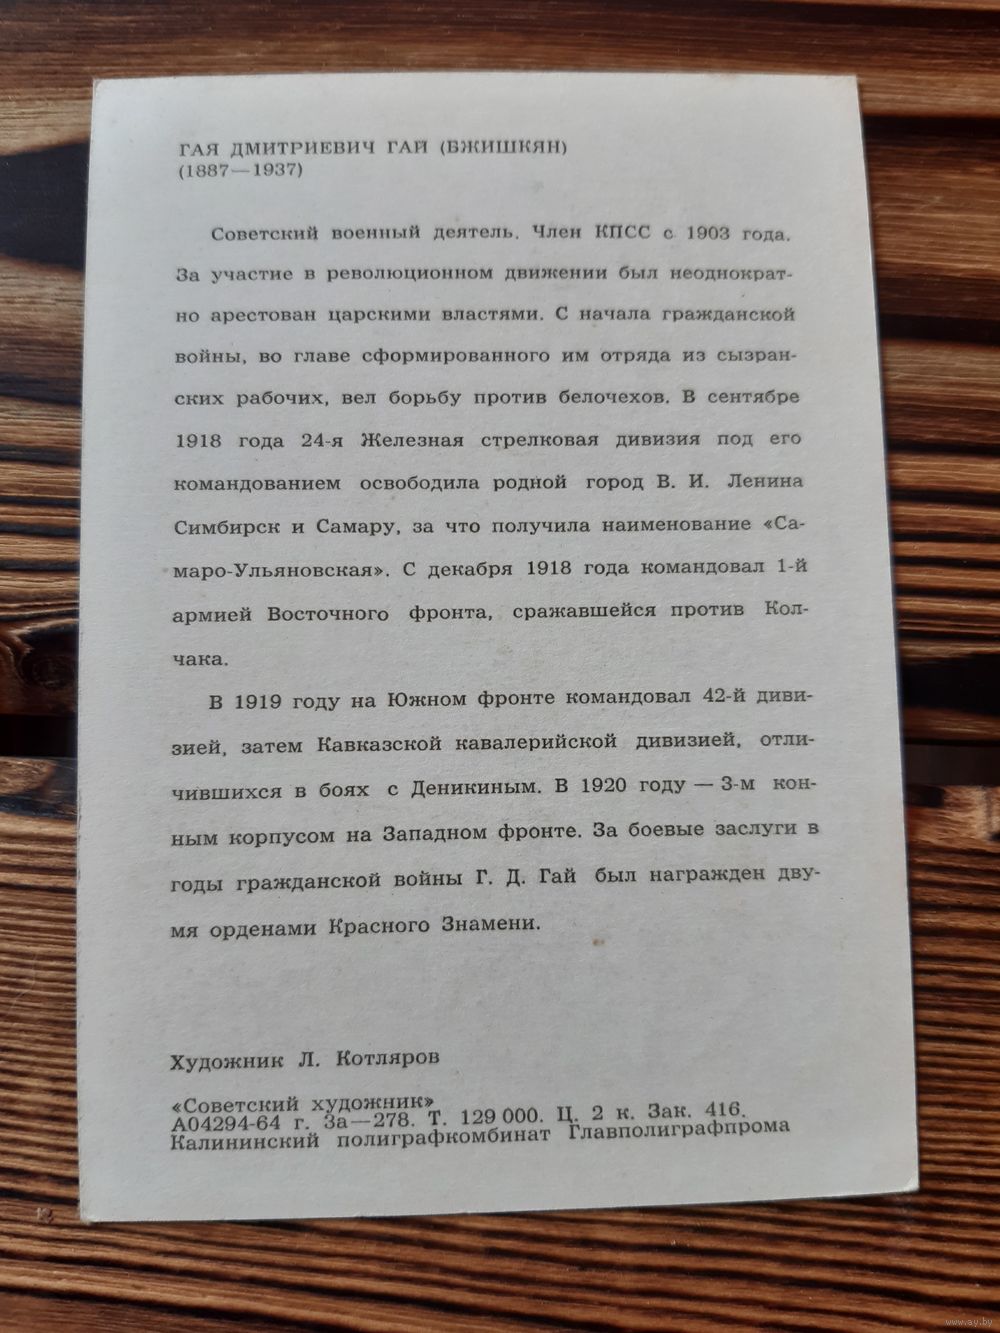 ГАЯ ДМИТРИЕВИЧ ГАЙ (БЖИШКЯН)
(1887—1937)
Советский военный деятель. Член КПСС с 1903 года.
За участие в революционном движении был неоднократ-
но арестован царскими властями. С начала гражданской
войны, во главе сформированного им отряда из сызран-
ских рабочих, вел борьбу против белочехов. В сентябре
1918 года 24-я Железная стрелковая дивизия под его
командованием освободила родной город В. И. Ленина
Симбирск и Самару, за что получила наименование «Са-
маро-Ульяновская». С декабря 1918 года командовал 1-й
армией Восточного фронта, сражавшейся против Кол-
чака.
В 1919 году на Южном фронте командовал 42-й диви-
зией, затем Кавказской кавалерийской дивизией, отли-
чившихся в боях с Деникиным. В 1920 году — 3-м кон-
ным корпусом на Западном фронте. За боевые заслуги в
годы гражданской войны Г. Д. Гай был награжден дву-
мя орденами Красного Знамени.
Художник Л. Котляров
«Советский художник»
А04294-64 г. За—278. Т. 129 000. Ц. 2 к. Зак. 416.
Калининский полиграфкомбинат Главполиграфпрома
www.ay.by